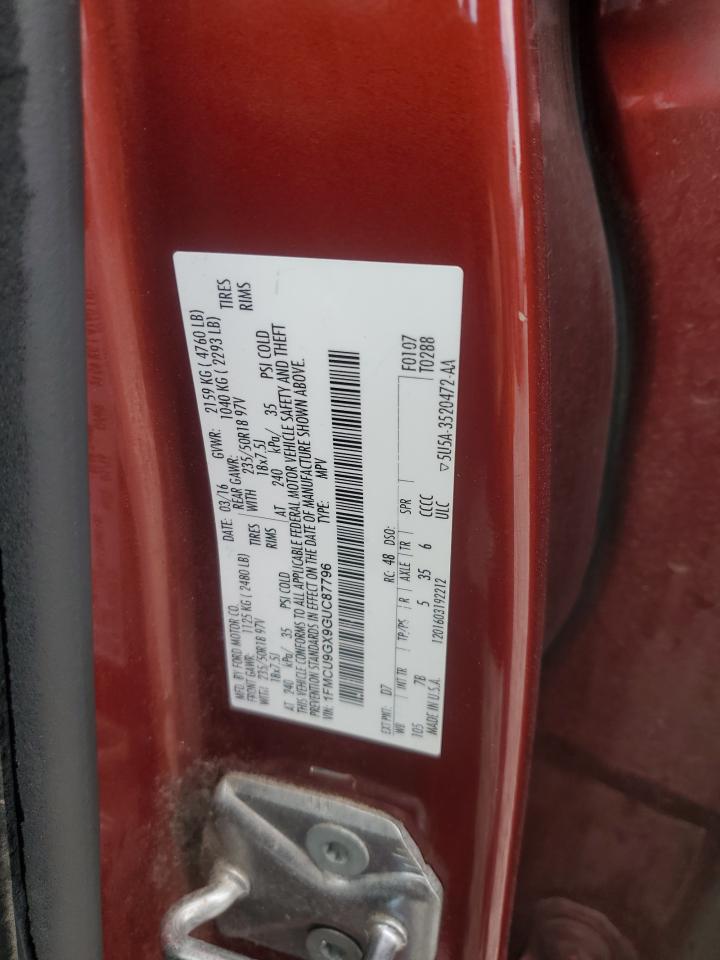 MFD. BY FORD MOTOR CO. DATE: 03/16 GVWR: 2159 KG ( 4760 LB)
FRONT GAWR: 1125 KG ( 2480 LB) REAR GAWR: 1040 KG ( 2293 LB)
WITH 235/50R18 97V TIRES WITH 235/50R18 97V TIRES
18x7.5J RIMS 18x7.5J RIMS
AT 240 kPa/ 35 PSI COLD AT 240 kPa/ 35 PSI COLD
THIS VEHICLE CONFORMS TO ALL APPLICABLE FEDERAL MOTOR VEHICLE SAFETY AND THEFT
PREVENTION STANDARDS IN EFFECT ON THE DATE OF MANUFACTURE SHOWN ABOVE.
VIN: 1FMCU9GX9GUC87796 TYPE: MPV
EXT PNT: D7 RC: 48 DSO: F0107
WB INT TR TP/PS R AXLE TR SPR T0288
105 7B 5 35 6 CCCC
MADE IN U.S.A. 1201603192212 ULC ▽5U5A-3520472-AA